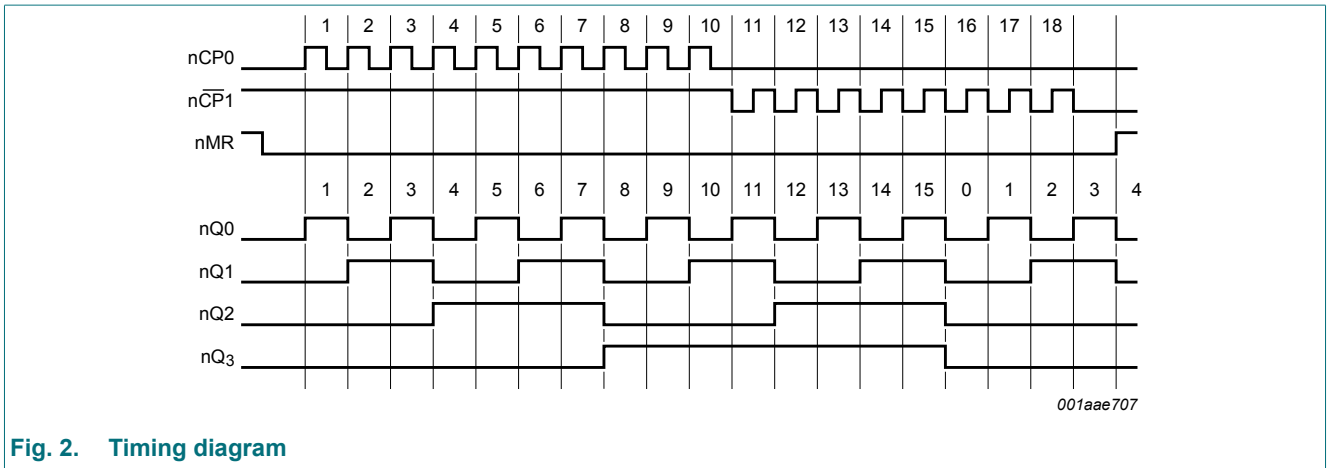 1 2 3 4 5 6 7 8 9 10 11 12 13 14 15 16 17 18
nCP0
nC̅P̅1
nMR
1 2 3 4 5 6 7 8 9 10 11 12 13 14 15 0 1 2 3 4
nQ0
nQ1
nQ2
nQ₃
001aae707
Fig. 2. Timing diagram